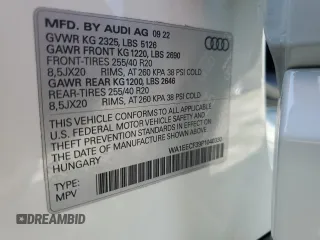 MFD. BY AUDI AG 09 22
GVWR KG 2325, LBS 5126
GAWR FRONT KG1220, LBS 2690
FRONT-TIRES 255/40 R20
8,5JX20 RIMS, AT 260 KPA 38 PSI COLD
GAWR REAR KG1200, LBS 2646
REAR-TIRES 255/40 R20
8,5JX20 RIMS, AT 260 KPA 38 PSI COLD
THIS VEHICLE CONFORMS TO ALL APPLICABLE
U.S. FEDERAL MOTOR VEHICLE SAFETY AND
THEFT PREVENTION STANDARDS IN EFFECT ON
THE DATE OF MANUFACTURE SHOWN ABOVE.
HUNGARY
TYPE:
MPV
DREAMBID